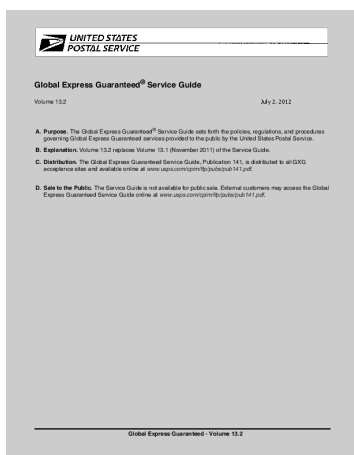 UNITED STATES
POSTAL SERVICE
Global Express Guaranteed® Service Guide
Volume 13.2 July 2, 2012
A. Purpose. The Global Express Guaranteed® Service Guide sets forth the policies, regulations, and procedures
governing Global Express Guaranteed services provided to the public by the United States Postal Service.
B. Explanation. Volume 13.2 replaces Volume 13.1 (November 2011) of the Service Guide.
C. Distribution. The Global Express Guaranteed Service Guide, Publication 141, is distributed to all GXG
acceptance sites and available online at www.usps.com/cpim/ftp/pubs/pub141.pdf.
D. Sale to the Public. The Service Guide is not available for public sale. External customers may access the Global
Express Guaranteed Service Guide online at www.usps.com/cpim/ftp/pubs/pub141.pdf.
Global Express Guaranteed - Volume 13.2